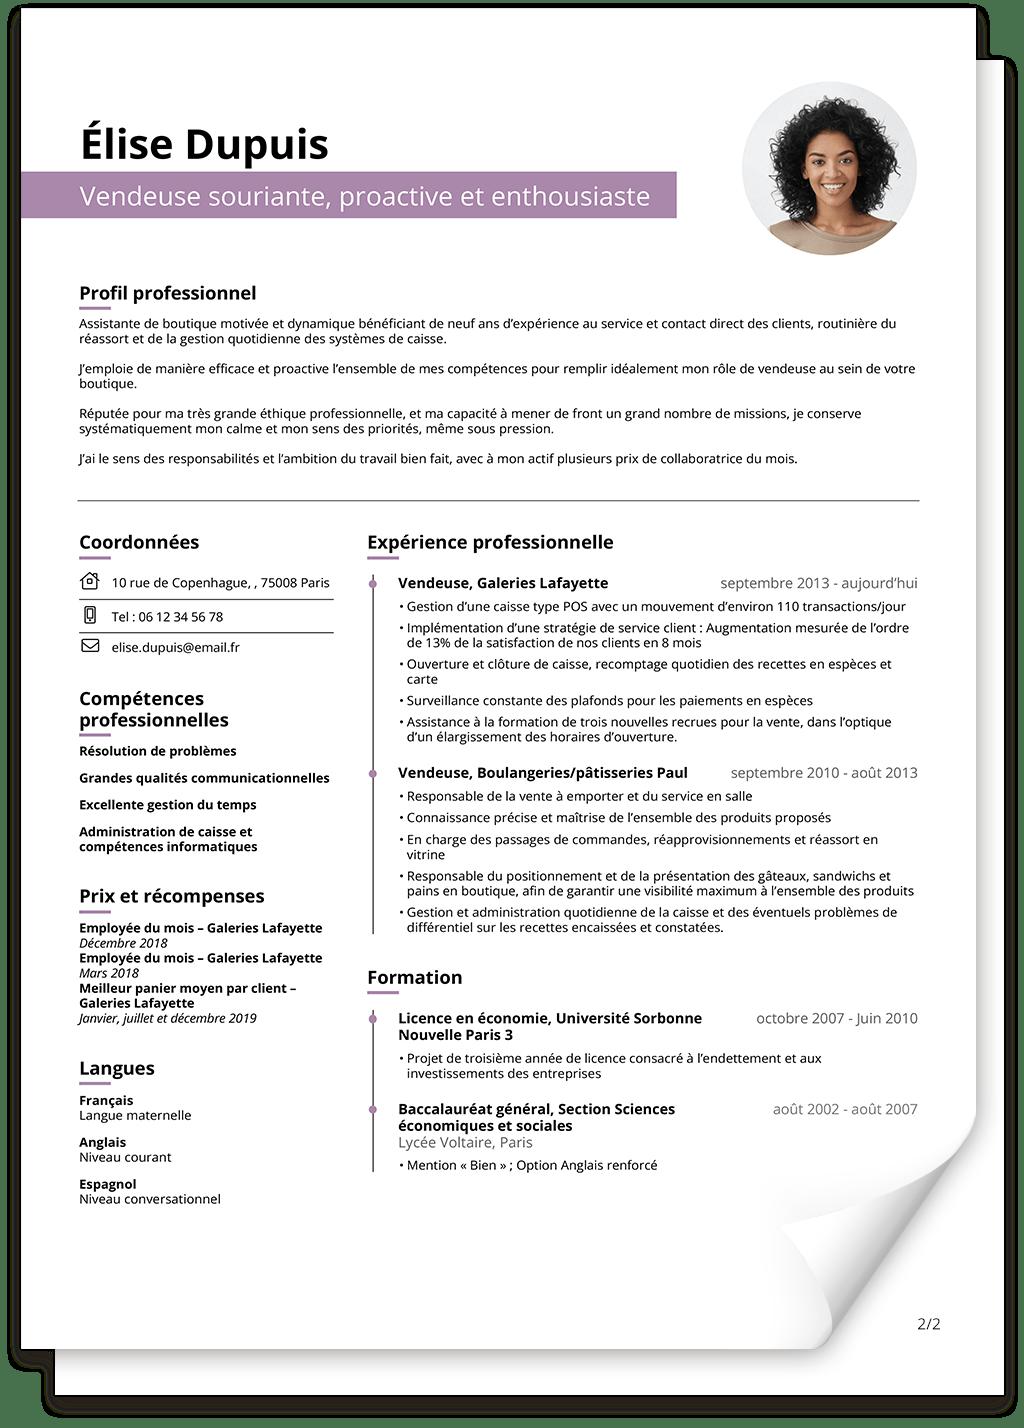 Élise Dupuis
Vendeuse souriante, proactive et enthousiaste
Profil professionnel
Assistante de boutique motivée et dynamique bénéficiant de neuf ans d’expérience au service et contact direct des clients, routinière du
réassort et de la gestion quotidienne des systèmes de caisse.
J’emploie de manière efficace et proactive l’ensemble de mes compétences pour remplir idéalement mon rôle de vendeuse au sein de votre
boutique.
Réputée pour ma très grande éthique professionnelle, et ma capacité à mener de front un grand nombre de missions, je conserve
systématiquement mon calme et mon sens des priorités, même sous pression.
J’ai le sens des responsabilités et l’ambition du travail bien fait, avec à mon actif plusieurs prix de collaboratrice du mois.
Coordonnées
10 rue de Copenhague, , 75008 Paris
Tel : 06 12 34 56 78
elise.dupuis@email.fr
Compétences
professionnelles
Résolution de problèmes
Grandes qualités communicationnelles
Excellente gestion du temps
Administration de caisse et
compétences informatiques
Prix et récompenses
Employée du mois – Galeries Lafayette
Décembre 2018
Employée du mois – Galeries Lafayette
Mars 2018
Meilleur panier moyen par client –
Galeries Lafayette
Janvier, juillet et décembre 2019
Langues
Français
Langue maternelle
Anglais
Niveau courant
Espagnol
Niveau conversationnel
Expérience professionnelle
Vendeuse, Galeries Lafayette septembre 2013 - aujourd’hui
• Gestion d’une caisse type POS avec un mouvement d’environ 110 transactions/jour
• Implémentation d’une stratégie de service client : Augmentation mesurée de l’ordre
de 13% de la satisfaction de nos clients en 8 mois
• Ouverture et clôture de caisse, recomptage quotidien des recettes en espèces et
carte
• Surveillance constante des plafonds pour les paiements en espèces
• Assistance à la formation de trois nouvelles recrues pour la vente, dans l’optique
d’un élargissement des horaires d’ouverture.
Vendeuse, Boulangeries/pâtisseries Paul septembre 2010 - août 2013
• Responsable de la vente à emporter et du service en salle
• Connaissance précise et maîtrise de l’ensemble des produits proposés
• En charge des passages de commandes, réapprovisionnements et réassort en
vitrine
• Responsable du positionnement et de la présentation des gâteaux, sandwichs et
pains en boutique, afin de garantir une visibilité maximum à l’ensemble des produits
• Gestion et administration quotidienne de la caisse et des éventuels problèmes de
différentiel sur les recettes encaissées et constatées.
Formation
Licence en économie, Université Sorbonne octobre 2007 - Juin 2010
Nouvelle Paris 3
• Projet de troisième année de licence consacré à l’endettement et aux
investissements des entreprises
Baccalauréat général, Section Sciences août 2002 - août 2007
économiques et sociales
Lycée Voltaire, Paris
• Mention « Bien » ; Option Anglais renforcé
2/2